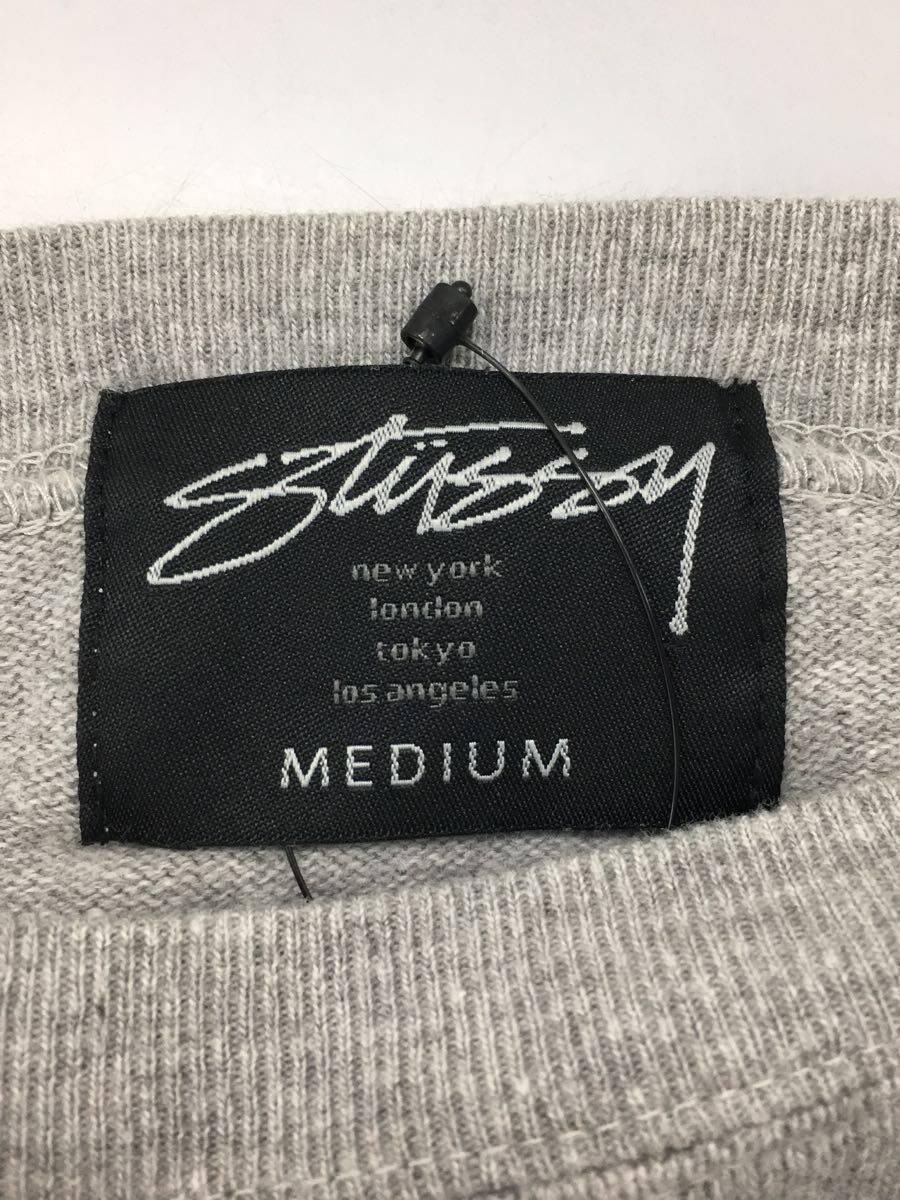 stüssy
new york
london
tokyo
los angeles
MEDIUM